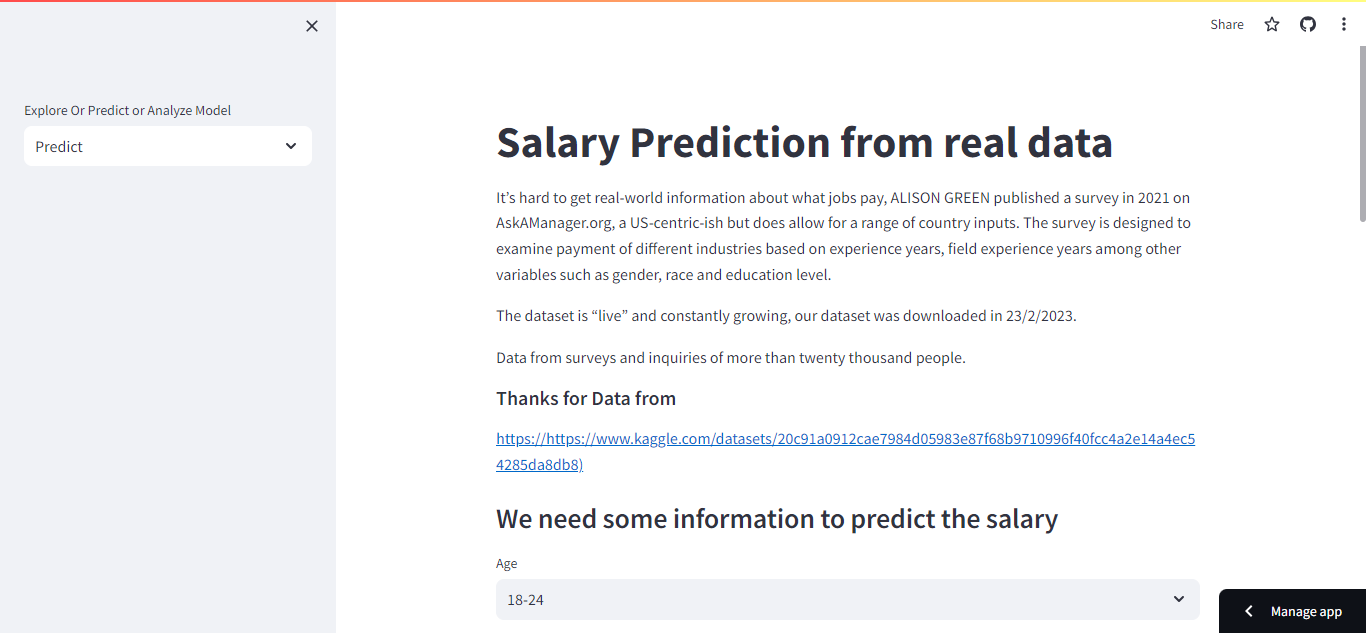 Share
Explore Or Predict or Analyze Model
Predict
Salary Prediction from real data
It’s hard to get real-world information about what jobs pay, ALISON GREEN published a survey in 2021 on
AskAManager.org, a US-centric-ish but does allow for a range of country inputs. The survey is designed to
examine payment of different industries based on experience years, field experience years among other
variables such as gender, race and education level.
The dataset is “live” and constantly growing, our dataset was downloaded in 23/2/2023.
Data from surveys and inquiries of more than twenty thousand people.
Thanks for Data from
https://https://www.kaggle.com/datasets/20c91a0912cae7984d05983e87f68b9710996f40fcc4a2e14a4ec5
4285da8db8)
We need some information to predict the salary
Age
18-24
Manage app